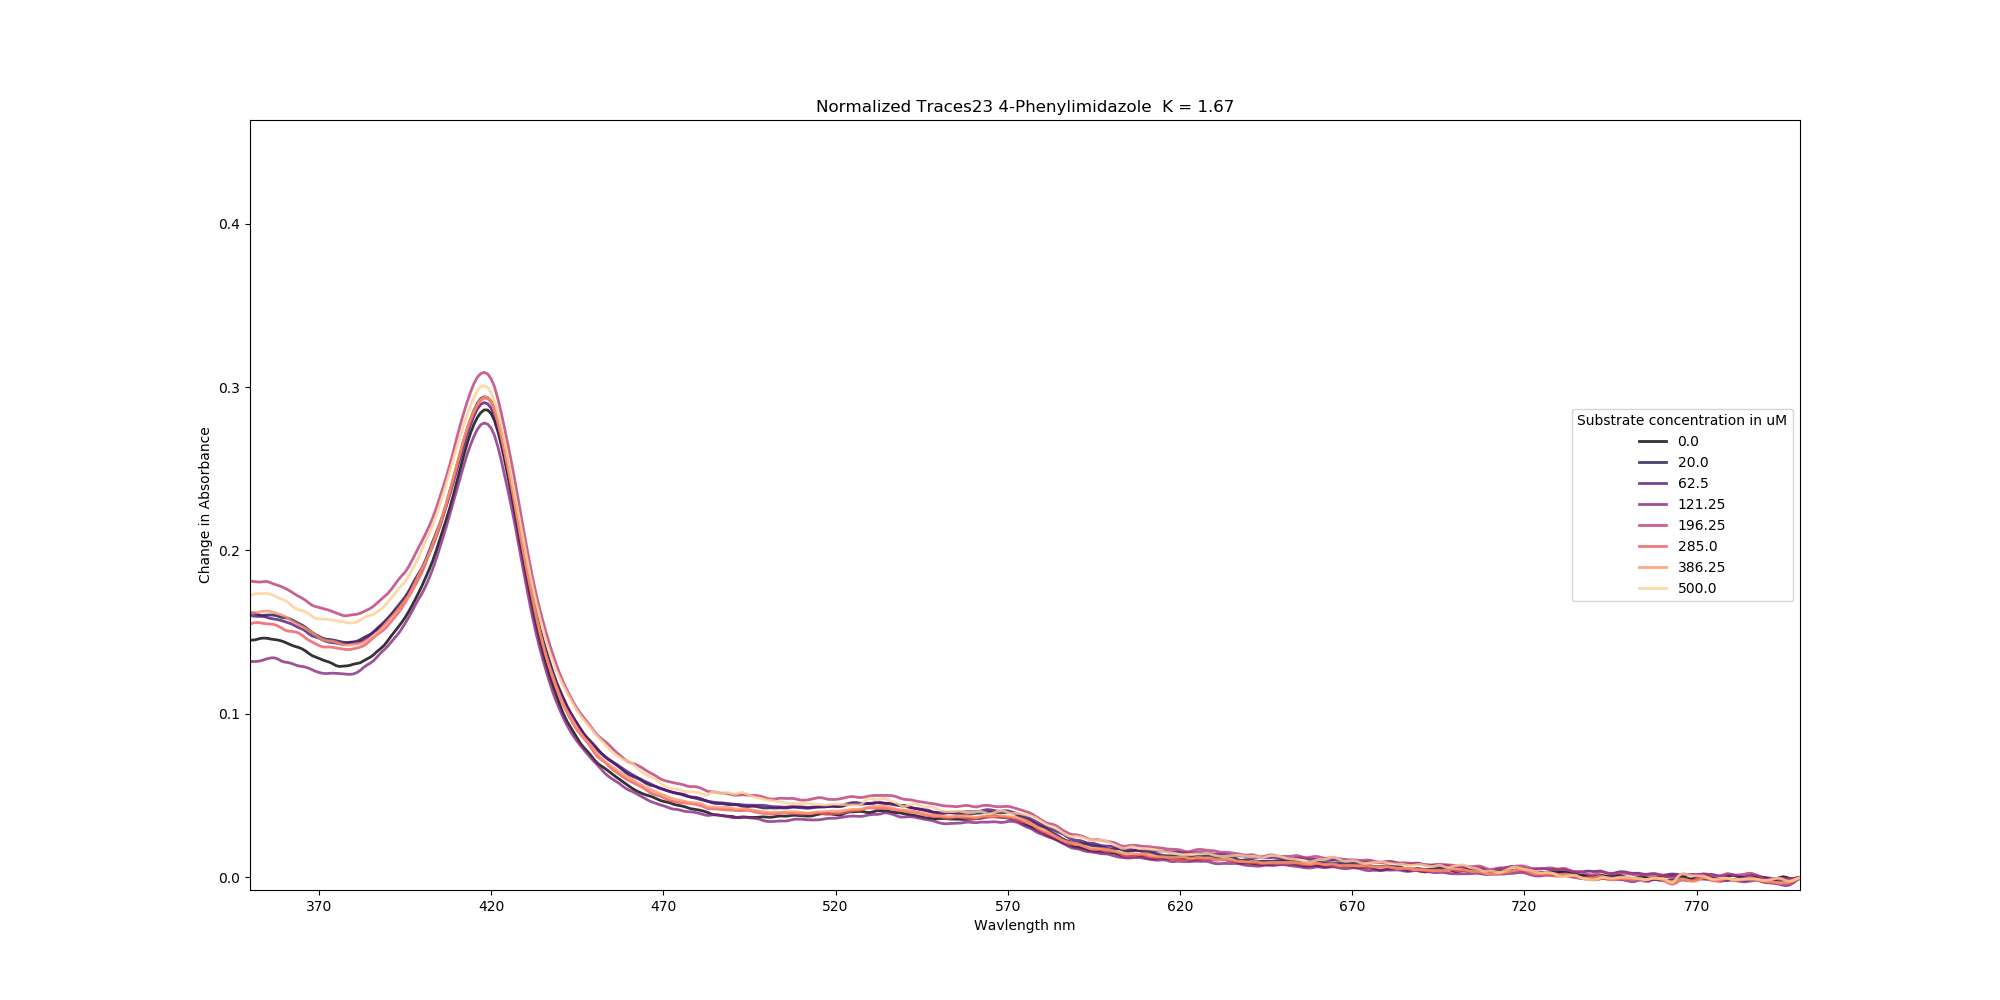 Normalized Traces23 4-Phenylimidazole  K = 1.67
Change in Absorbance
0.4
0.3
0.2
0.1
0.0
Substrate concentration in uM
0.0
20.0
62.5
121.25
196.25
285.0
386.25
500.0
370 420 470 520 570 620 670 720 770
Wavlength nm